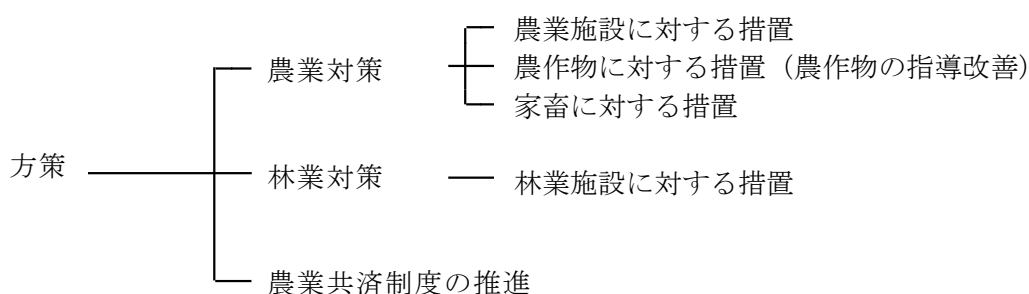 農業施設に対する措置
農業対策
農作物に対する措置（農作物の指導改善）
家畜に対する措置
方策
林業対策
林業施設に対する措置
農業共済制度の推進